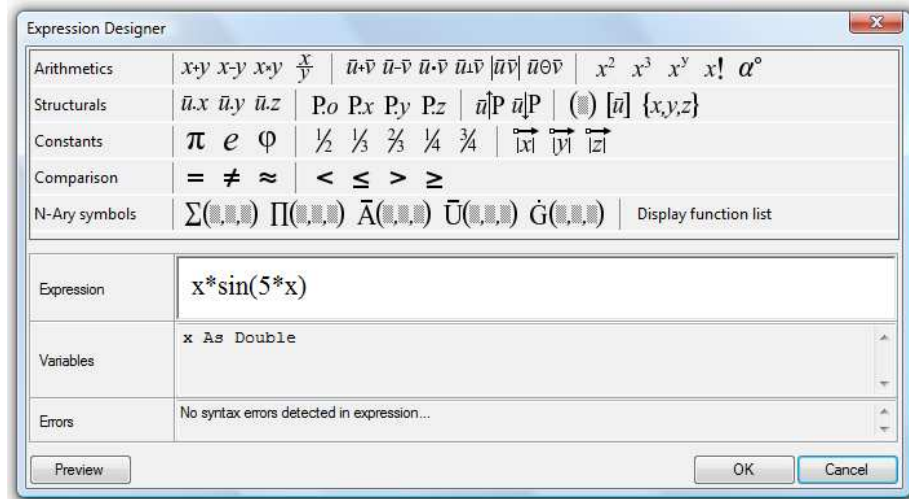 Expression Designer
Arithmetics x+y x-y x×y x/y ū+v̄ ū-v̄ ū·v̄ ū⊥v̄ |ūv̄| ūΘv̄ x² x³ xʸ x! α°
Structurals ū.x ū.y ū.z P.o P.x P.y P.z ū↑P ū↓P (▒) [ū] {x,y,z}
Constants π e φ ½ ⅓ ⅔ ¼ ¾ |x| |y| |z|
Comparison = ≠ ≈ < ≤ > ≥
N-Ary symbols Σ(▒,▒,▒) Π(▒,▒,▒) Ā(▒,▒,▒) Ū(▒,▒,▒) Ġ(▒,▒,▒) Display function list
Expression x*sin(5*x)
Variables x As Double
Errors No syntax errors detected in expression...
Preview OK Cancel